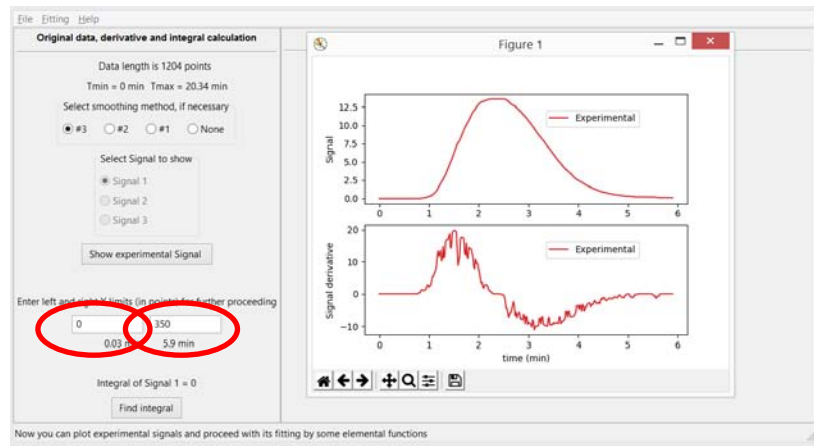 File Fitting Help
Original data, derivative and integral calculation
Data length is 1204 points
Tmin = 0 min Tmax = 20.34 min
Select smoothing method, if necessary
#3 #2 #1 None
Select Signal to show
Signal 1
Signal 2
Signal 3
Show experimental Signal
Enter left and right X limits (in points) for further proceeding
0 350
0.03 5.9 min
Integral of Signal 1 = 0
Find integral
Figure 1
Signal
12.5
10.0
7.5
5.0
2.5
0.0
Experimental
0 1 2 3 4 5 6
Signal derivative
20
10
0
−10
Experimental
0 1 2 3 4 5 6
time (min)
Now you can plot experimental signals and proceed with its fitting by some elemental functions